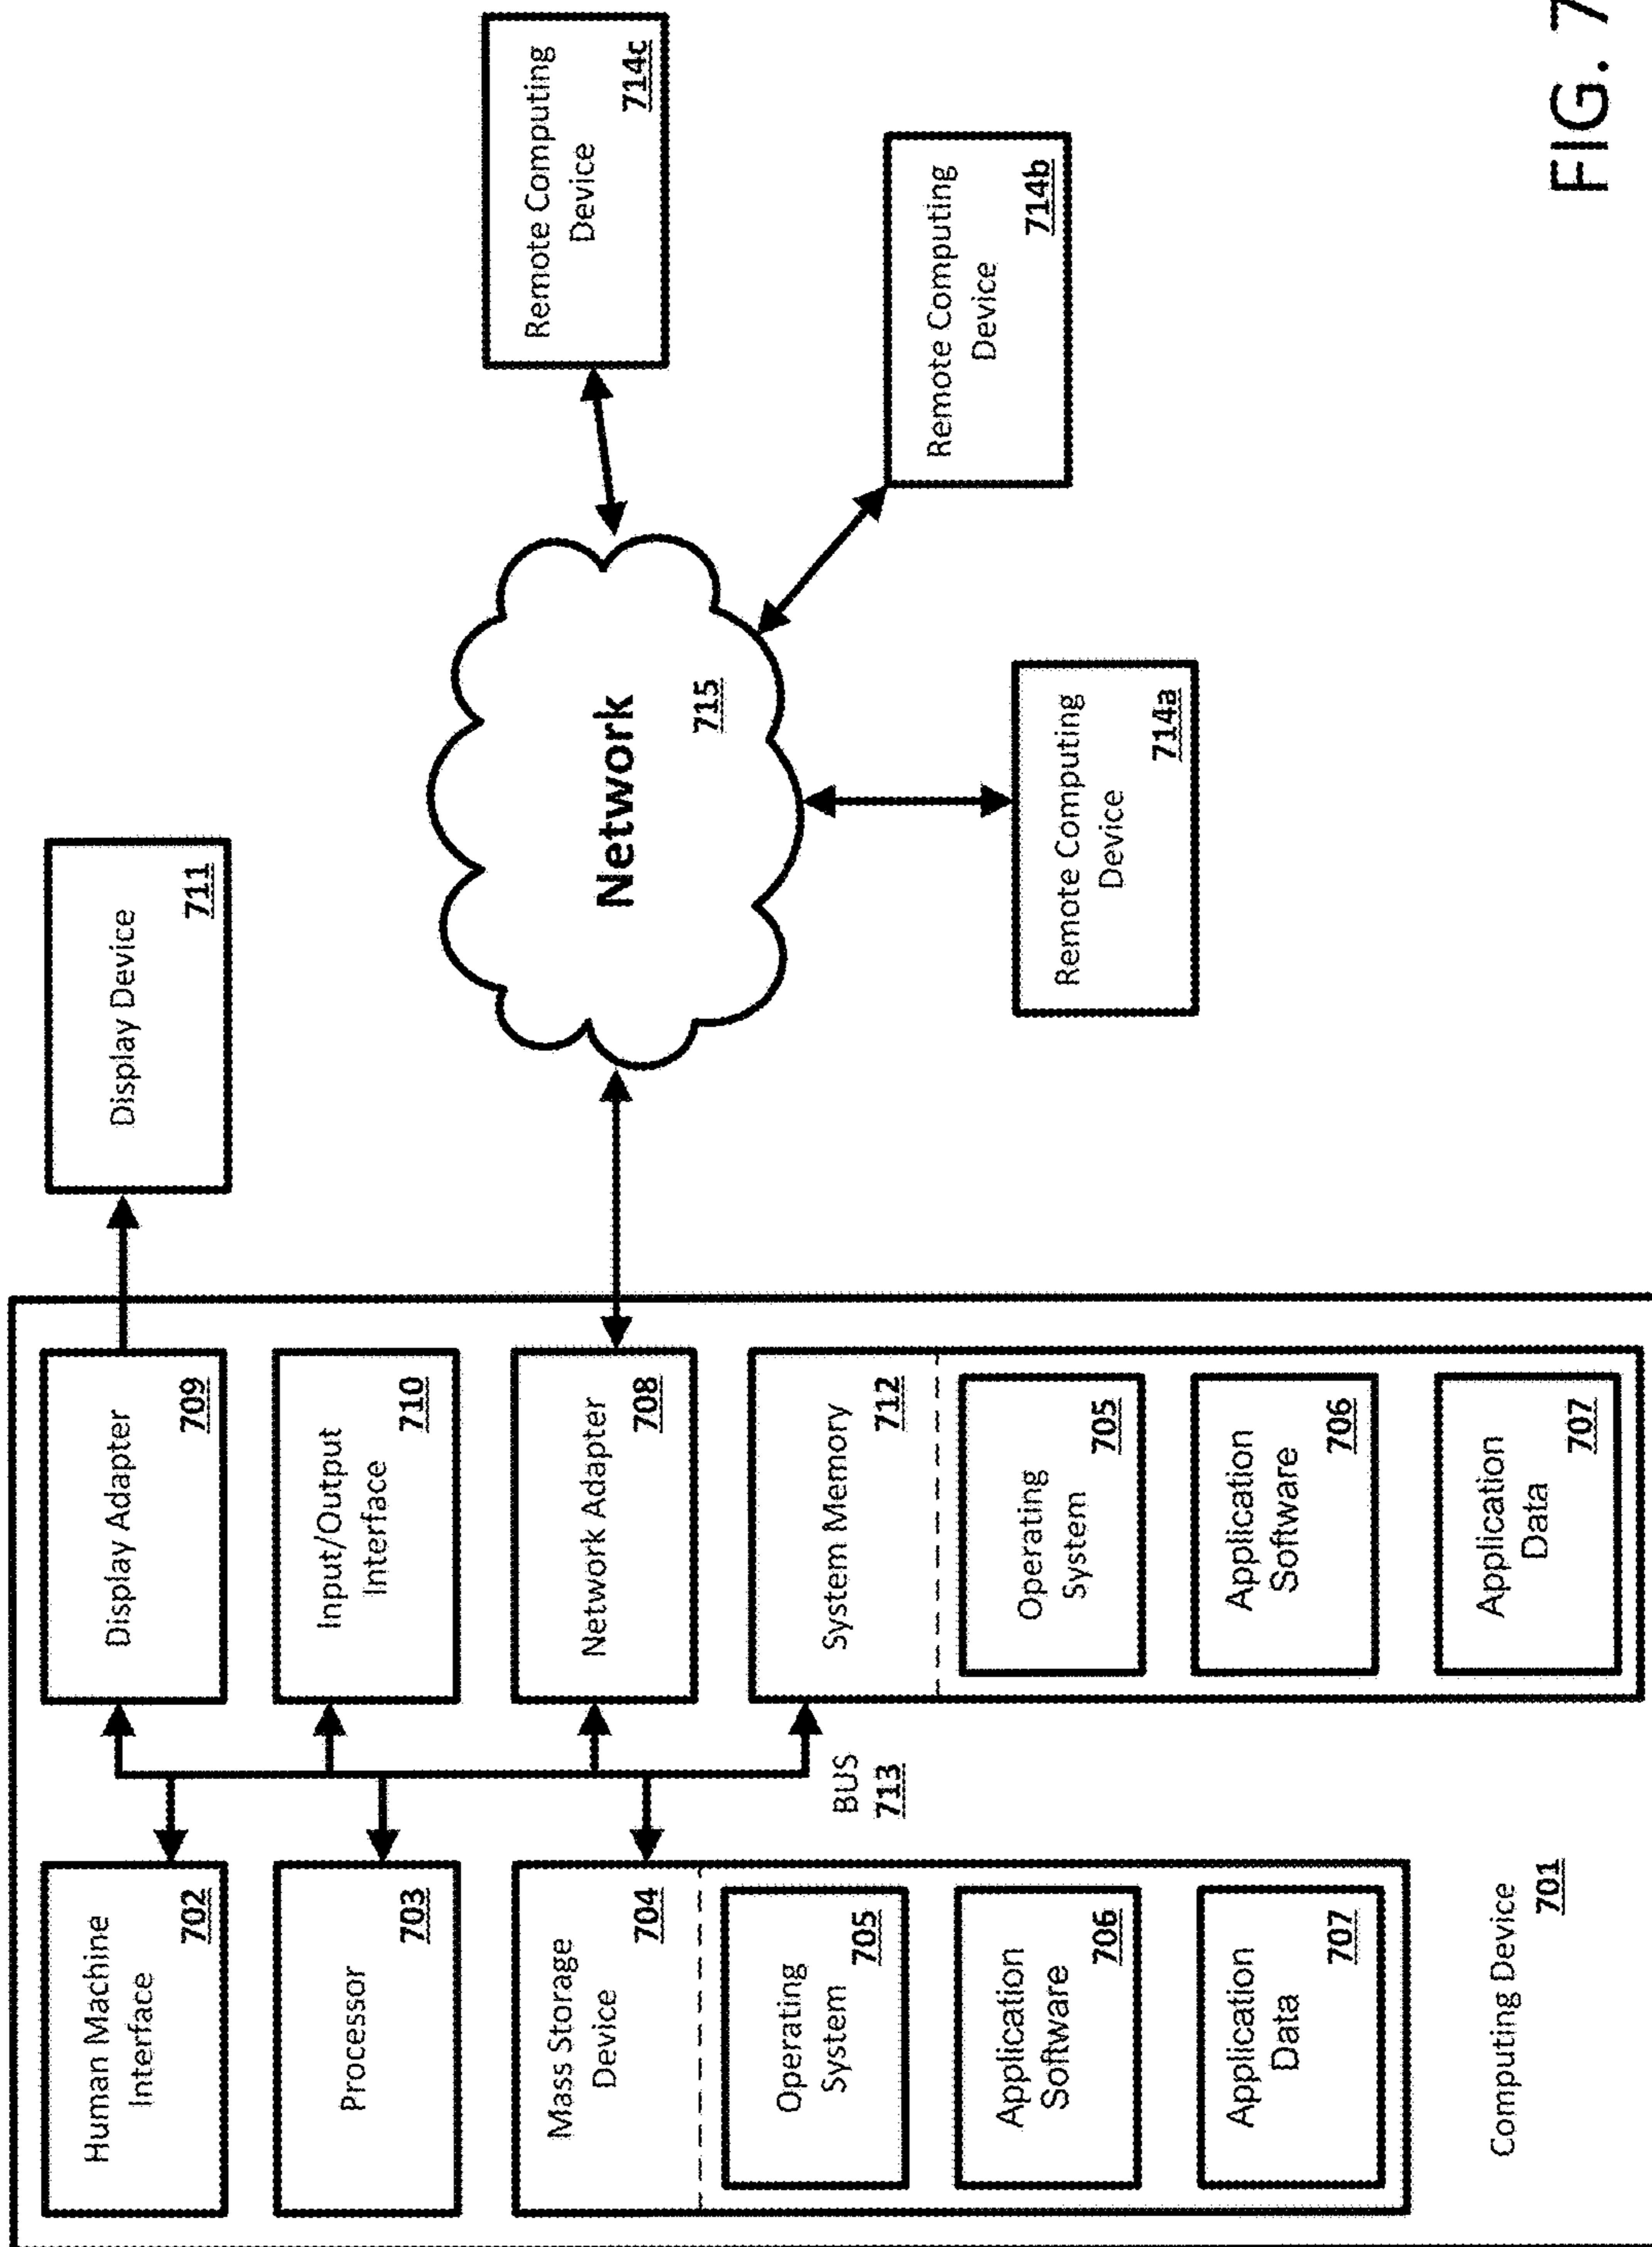 Human Machine
Interface
702
Processor
703
Mass Storage
Device
704
Operating
System
705
Application
Software
706
Application
Data
707
Computing Device
701
BUS
713
Display Adapter
709
Input/Output
Interface
710
Network Adapter
708
System Memory
712
Operating
System
705
Application
Software
706
Application
Data
707
Display Device
711
Network
715
Remote Computing
Device
714a
Remote Computing
Device
714b
Remote Computing
Device
714c
FIG. 7